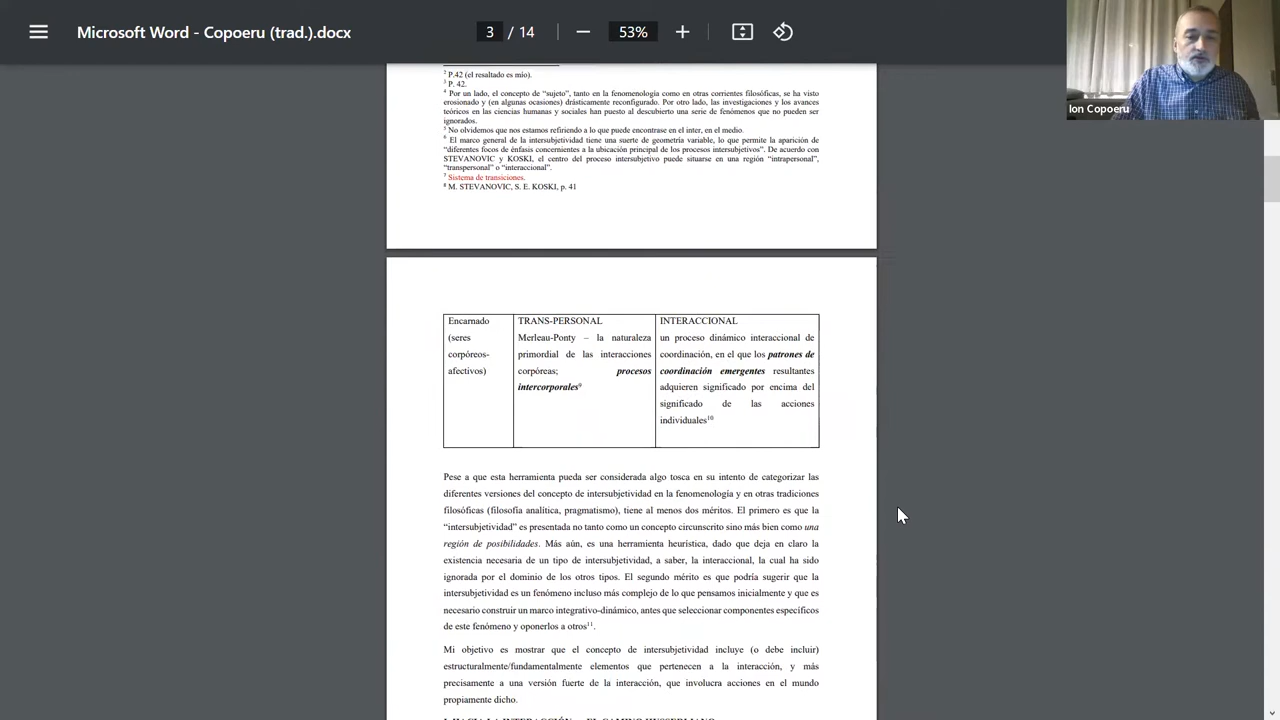 Microsoft Word - Copoeru (trad.).docx
3 / 14
53%
Ion Copoeru
2 P.42 (el resaltado es mío).
3 P. 42.
4 Por un lado, el concepto de “sujeto”, tanto en la fenomenología como en otras corrientes filosóficas, se ha visto
erosionado y (en algunas ocasiones) drásticamente reconfigurado. Por otro lado, las investigaciones y los avances
teóricos en las ciencias humanas y sociales han puesto al descubierto una serie de fenómenos que no pueden ser
ignorados.
5 No olvidemos que nos estamos refiriendo a lo que puede encontrase en el inter, en el medio.
6 El marco general de la intersubjetividad tiene una suerte de geometría variable, lo que permite la aparición de
“diferentes focos de énfasis concernientes a la ubicación principal de los procesos intersubjetivos”. De acuerdo con
STEVANOVIC y KOSKI, el centro del proceso intersubjetivo puede situarse en una región “intrapersonal”,
“transpersonal” o “interaccional”.
7 Sistema de transiciones.
8 M. STEVANOVIC, S. E. KOSKI, p. 41
Encarnado
(seres
corpóreos-
afectivos)
TRANS-PERSONAL
Merleau-Ponty – la naturaleza
primordial de las interacciones
corpóreas; procesos
intercorporales9
INTERACCIONAL
un proceso dinámico interaccional de
coordinación, en el que los patrones de
coordinación emergentes resultantes
adquieren significado por encima del
significado de las acciones
individuales10
Pese a que esta herramienta pueda ser considerada algo tosca en su intento de categorizar las
diferentes versiones del concepto de intersubjetividad en la fenomenología y en otras tradiciones
filosóficas (filosofía analítica, pragmatismo), tiene al menos dos méritos. El primero es que la
“intersubjetividad” es presentada no tanto como un concepto circunscrito sino más bien como una
región de posibilidades. Más aún, es una herramienta heurística, dado que deja en claro la
existencia necesaria de un tipo de intersubjetividad, a saber, la interaccional, la cual ha sido
ignorada por el dominio de los otros tipos. El segundo mérito es que podría sugerir que la
intersubjetividad es un fenómeno incluso más complejo de lo que pensamos inicialmente y que es
necesario construir un marco integrativo-dinámico, antes que seleccionar componentes específicos
de este fenómeno y oponerlos a otros11.
Mi objetivo es mostrar que el concepto de intersubjetividad incluye (o debe incluir)
estructuralmente/fundamentalmente elementos que pertenecen a la interacción, y más
precisamente a una versión fuerte de la interacción, que involucra acciones en el mundo
propiamente dicho.